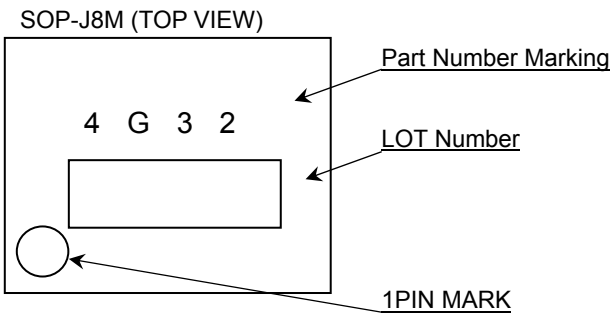 SOP-J8M (TOP VIEW)
Part Number Marking
4 G 3 2
LOT Number
1PIN MARK